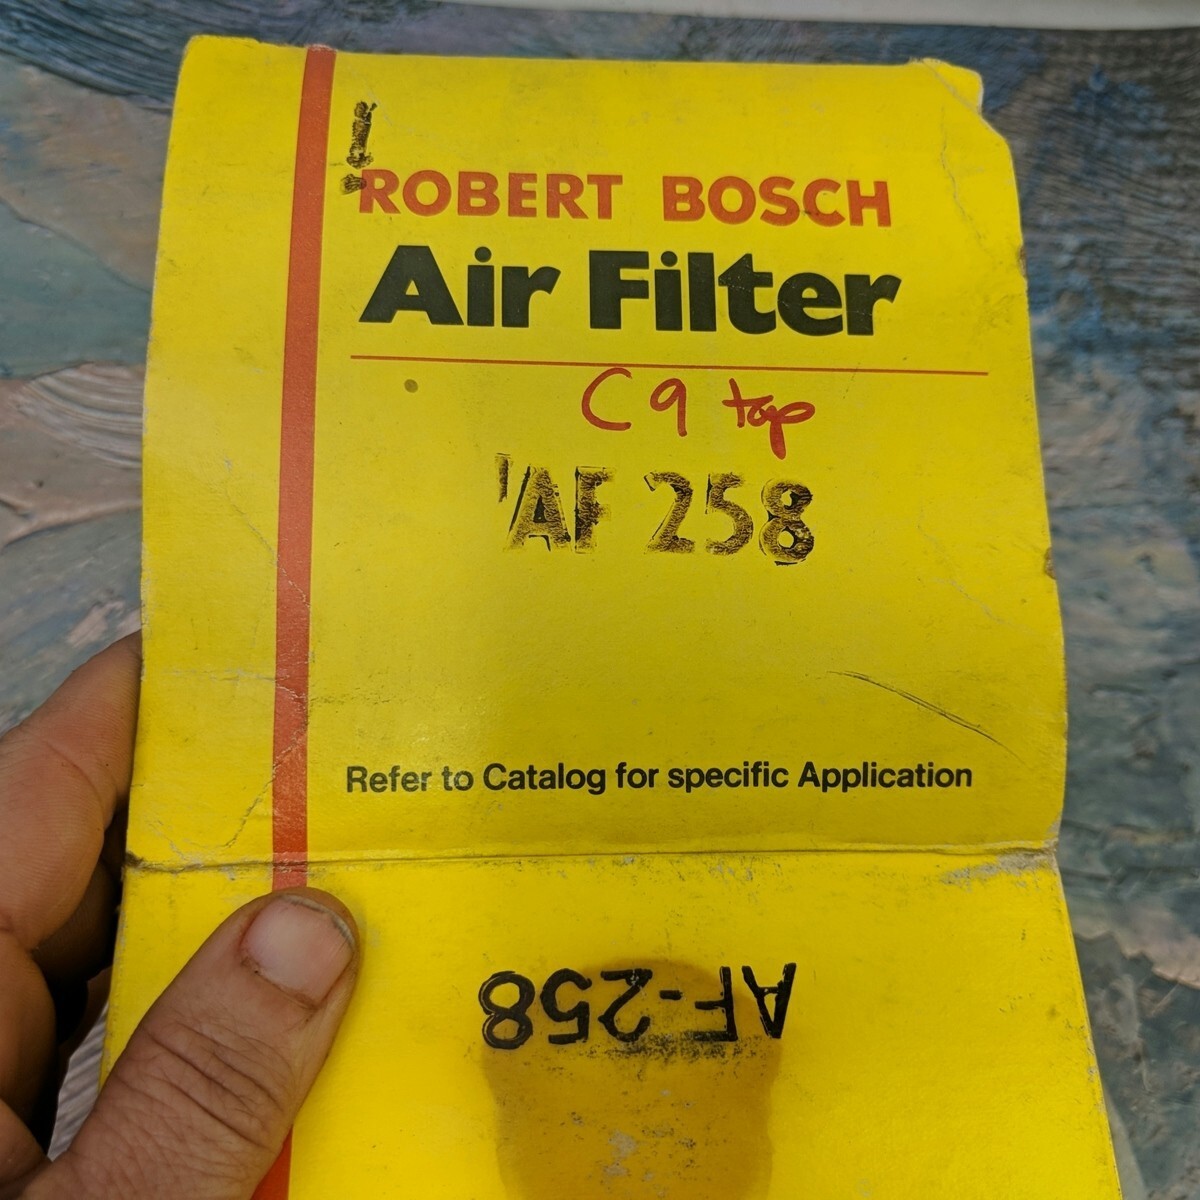 ROBERT BOSCH
Air Filter
C9 top
AF 258
Refer to Catalog for specific Application
AF-258